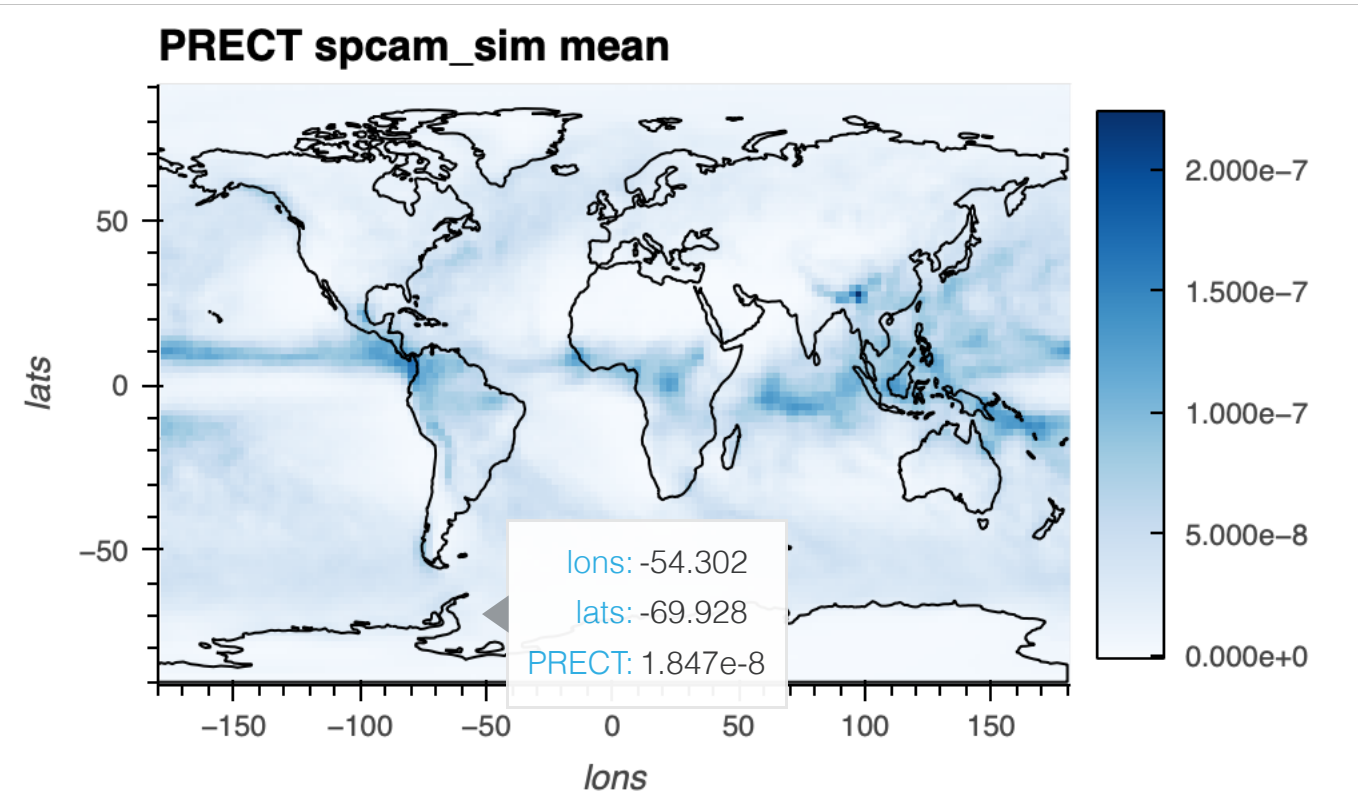 PRECT spcam_sim mean
lats
50
0
−50
−150
−100
−50
0
50
100
150
lons
lons: -54.302
lats: -69.928
PRECT: 1.847e-8
2.000e−7
1.500e−7
1.000e−7
5.000e−8
0.000e+0